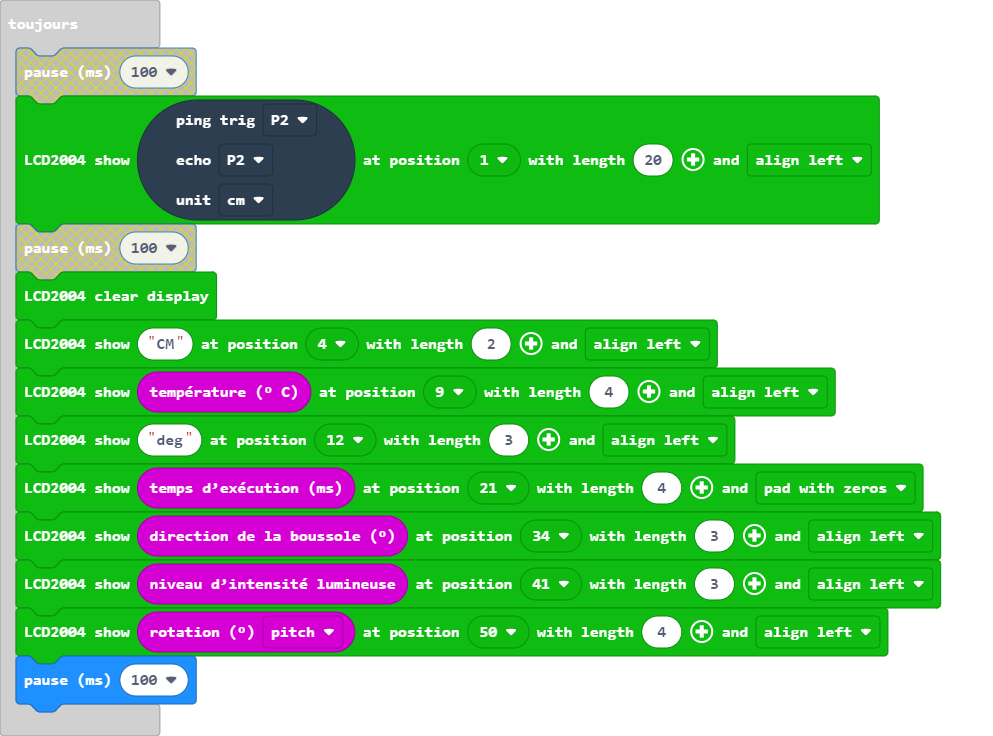 toujours
pause (ms) 100
ping trig P2
LCD2004 show echo P2 at position 1 with length 20 and align left
unit cm
pause (ms) 100
LCD2004 clear display
LCD2004 show "CM" at position 4 with length 2 and align left
LCD2004 show température (º C) at position 9 with length 4 and align left
LCD2004 show "deg" at position 12 with length 3 and align left
LCD2004 show temps d’exécution (ms) at position 21 with length 4 and pad with zeros
LCD2004 show direction de la boussole (º) at position 34 with length 3 and align left
LCD2004 show niveau d’intensité lumineuse at position 41 with length 3 and align left
LCD2004 show rotation (º) pitch at position 50 with length 4 and align left
pause (ms) 100